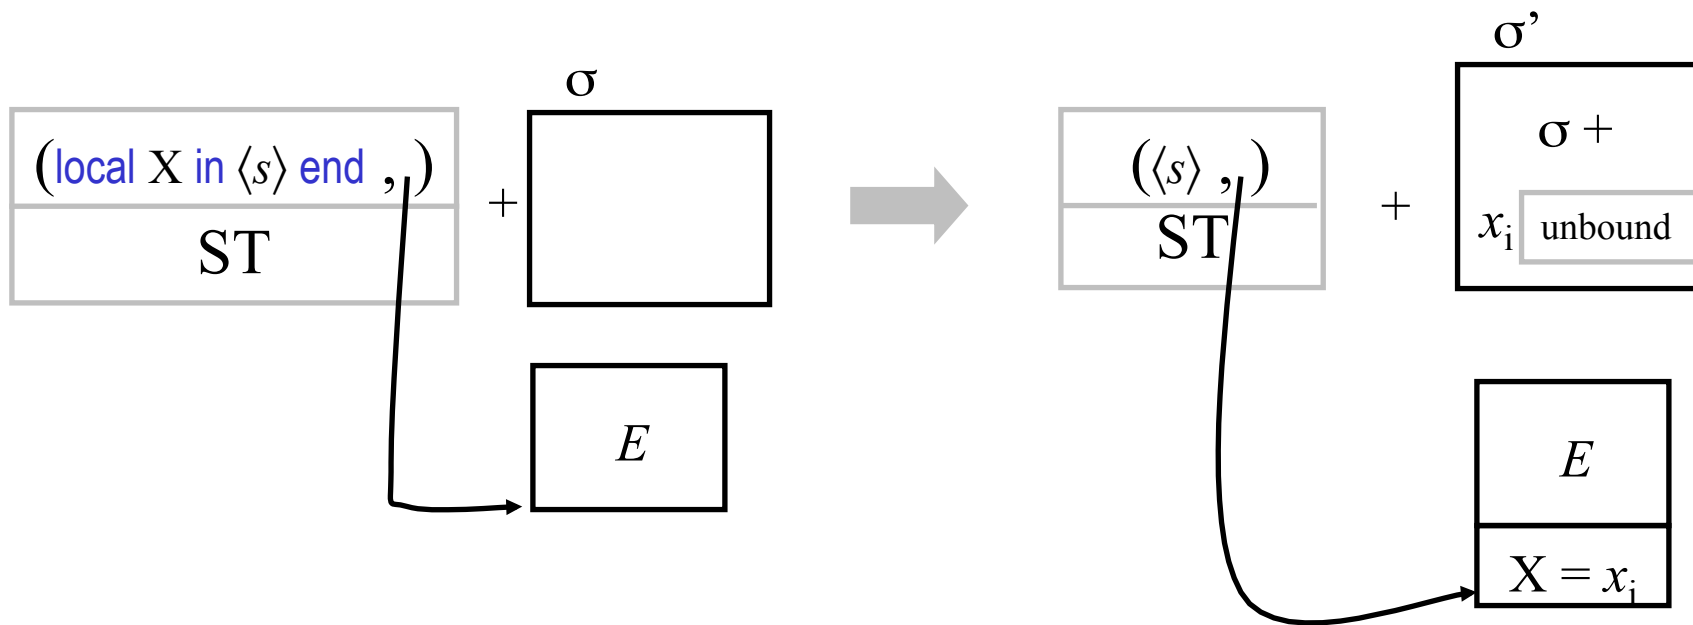 σ
(local X in ⟨s⟩ end , )
ST
+
E
σ’
(⟨s⟩ , )
ST
+
σ +
xi unbound
E
X = xi